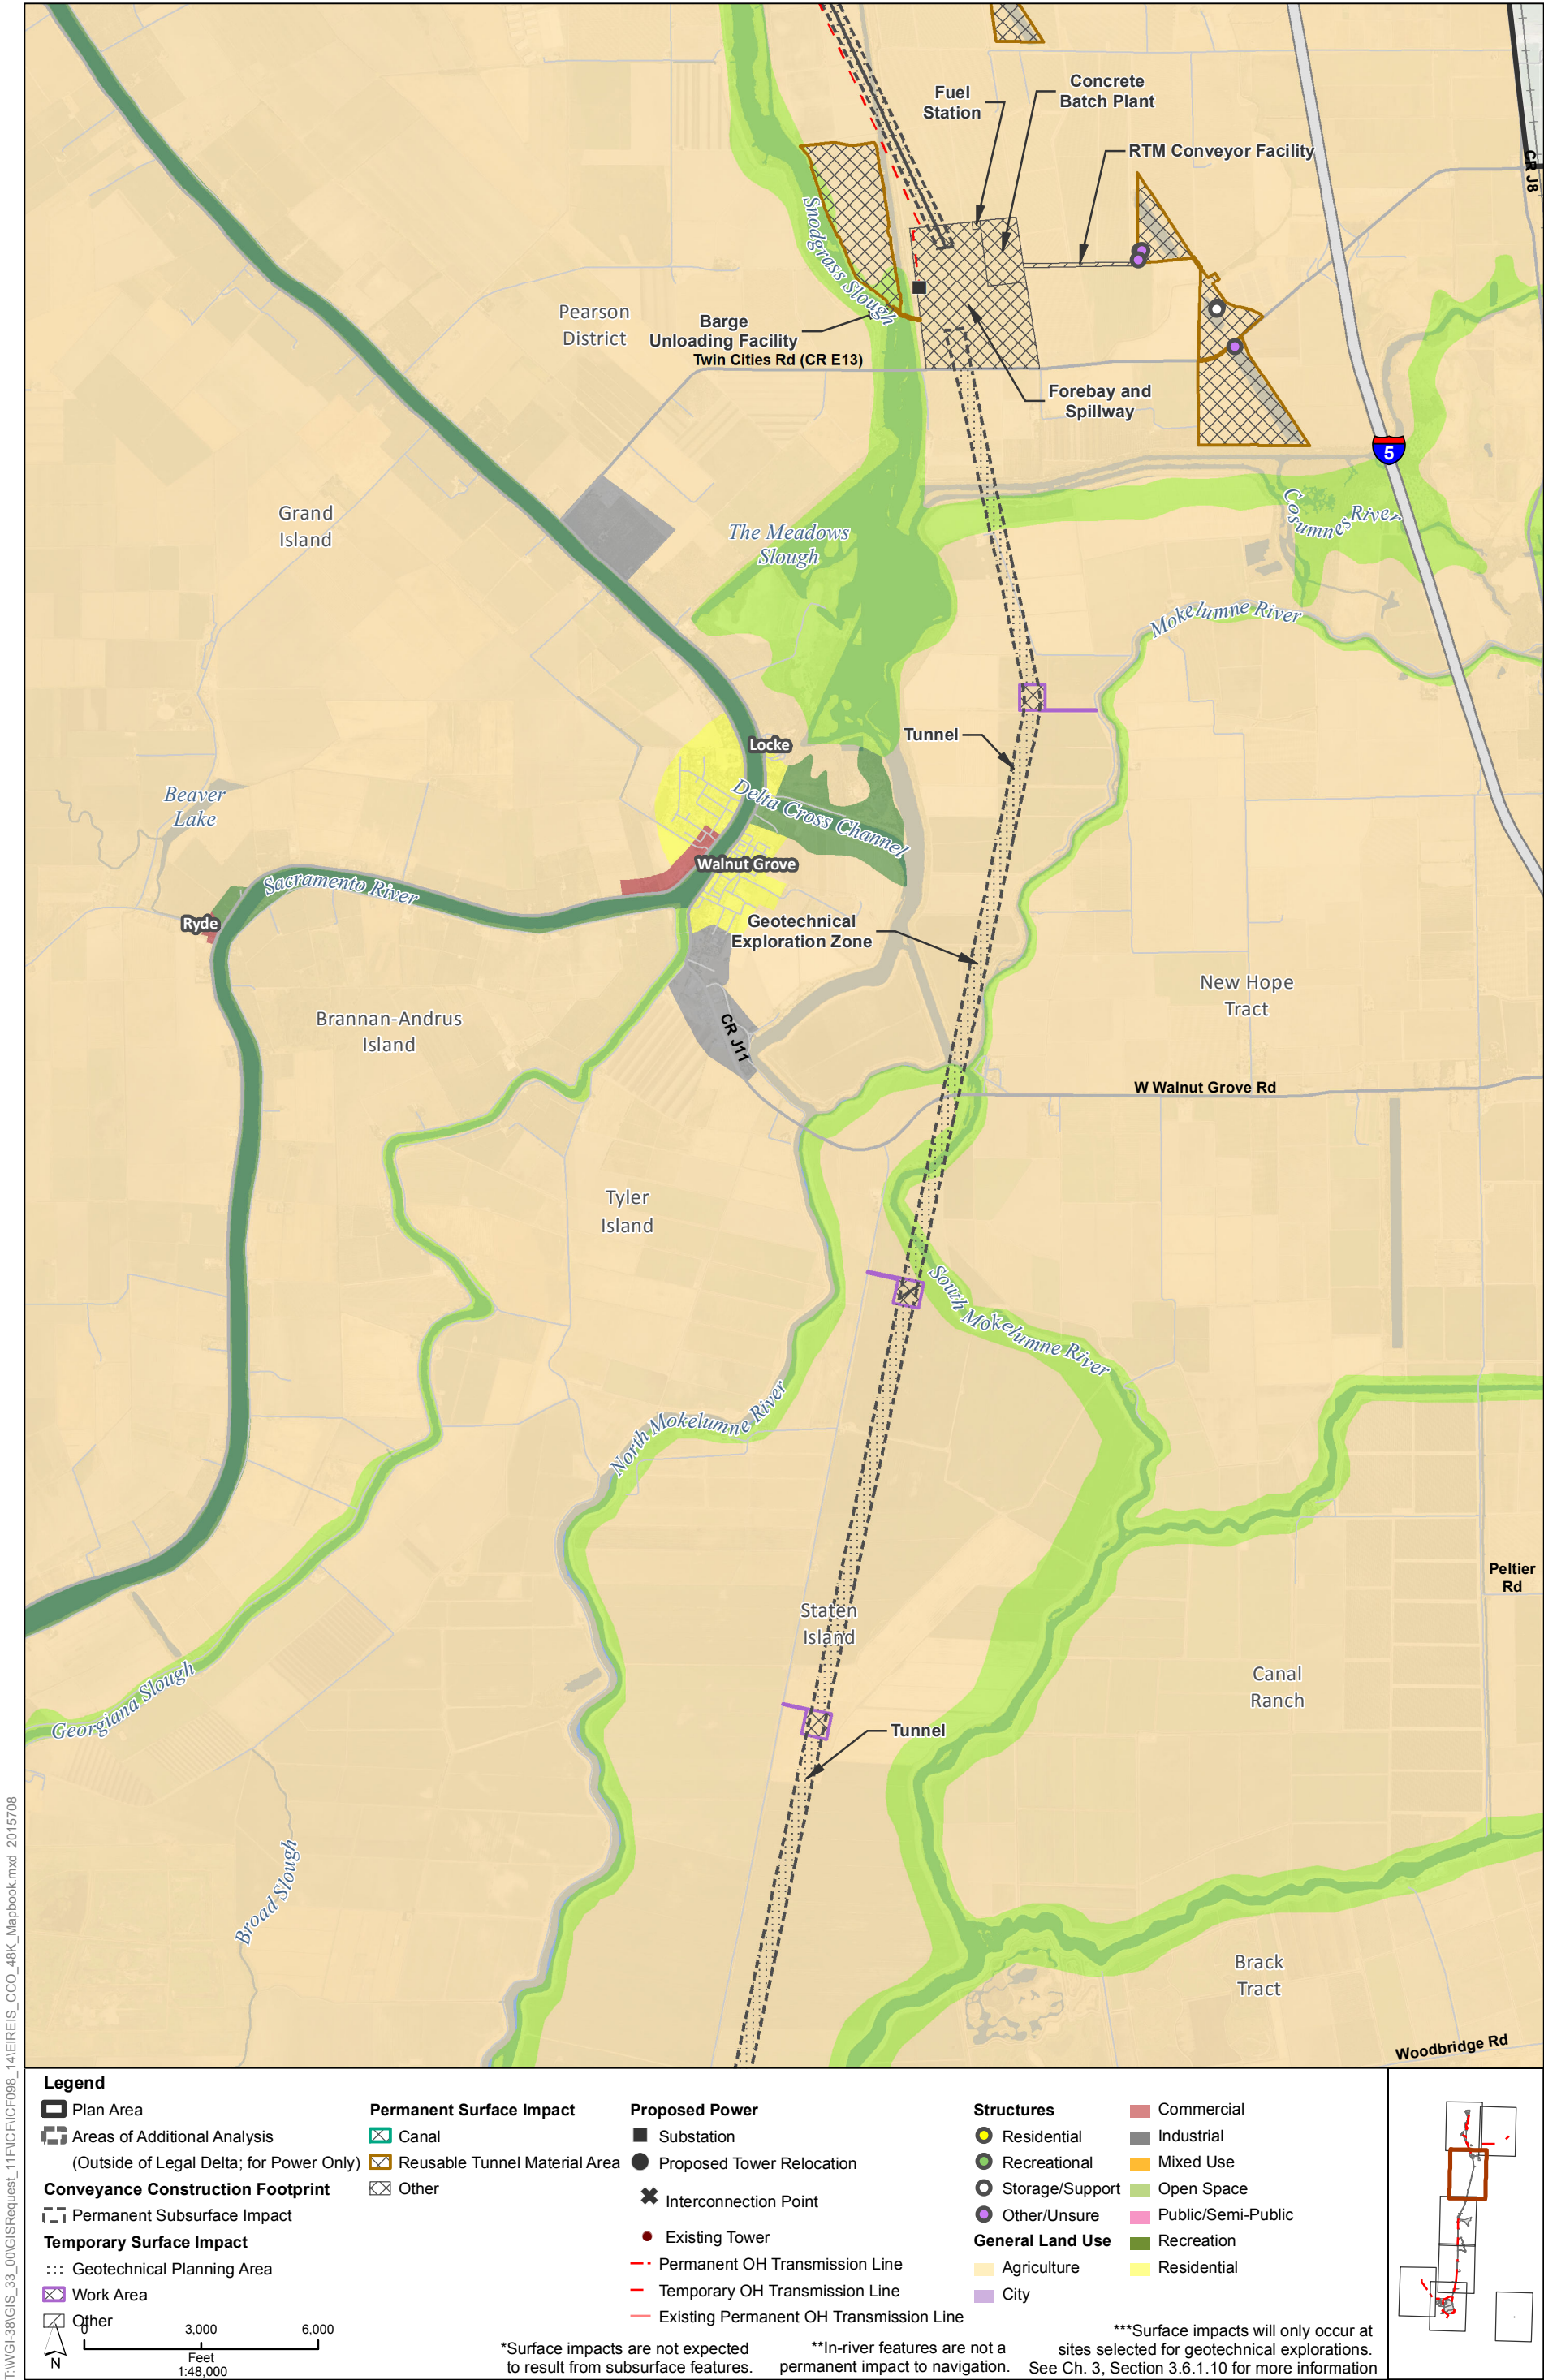 Fuel
Station
Concrete
Batch Plant
RTM Conveyor Facility
CR J8
Snodgrass Slough
Pearson
District
Barge
Unloading Facility
Twin Cities Rd (CR E13)
Forebay and
Spillway
5
Grand
Island
The Meadows
Slough
Cosumnes River
Mokelumne River
Tunnel
Locke
Beaver
Lake
Delta Cross Channel
Walnut Grove
Sacramento River
Ryde
Geotechnical
Exploration Zone
New Hope
Tract
Brannan-Andrus
Island
CR J11
W Walnut Grove Rd
Tyler
Island
South Mokelumne River
North Mokelumne River
Peltier
Rd
Staten
Island
Canal
Ranch
Georgiana Slough
Tunnel
Broad Slough
Brack
Tract
Woodbridge Rd
T:\WGI-38\GIS_33_00\GISRequest_11F\ICF\ICF098_14\EIREIS_CCO_48K_Mapbook.mxd 2015708
Legend
Plan Area
Areas of Additional Analysis
(Outside of Legal Delta; for Power Only)
Conveyance Construction Footprint
Permanent Subsurface Impact
Temporary Surface Impact
Geotechnical Planning Area
Work Area
Other
Permanent Surface Impact
Canal
Reusable Tunnel Material Area
Other
Proposed Power
Substation
Proposed Tower Relocation
Interconnection Point
Existing Tower
Permanent OH Transmission Line
Temporary OH Transmission Line
Existing Permanent OH Transmission Line
Structures
Residential
Recreational
Storage/Support
Other/Unsure
General Land Use
Agriculture
City
Commercial
Industrial
Mixed Use
Open Space
Public/Semi-Public
Recreation
Residential
N
0 3,000 6,000
Feet
1:48,000
*Surface impacts are not expected
to result from subsurface features.
**In-river features are not a
permanent impact to navigation.
***Surface impacts will only occur at
sites selected for geotechnical explorations.
See Ch. 3, Section 3.6.1.10 for more information